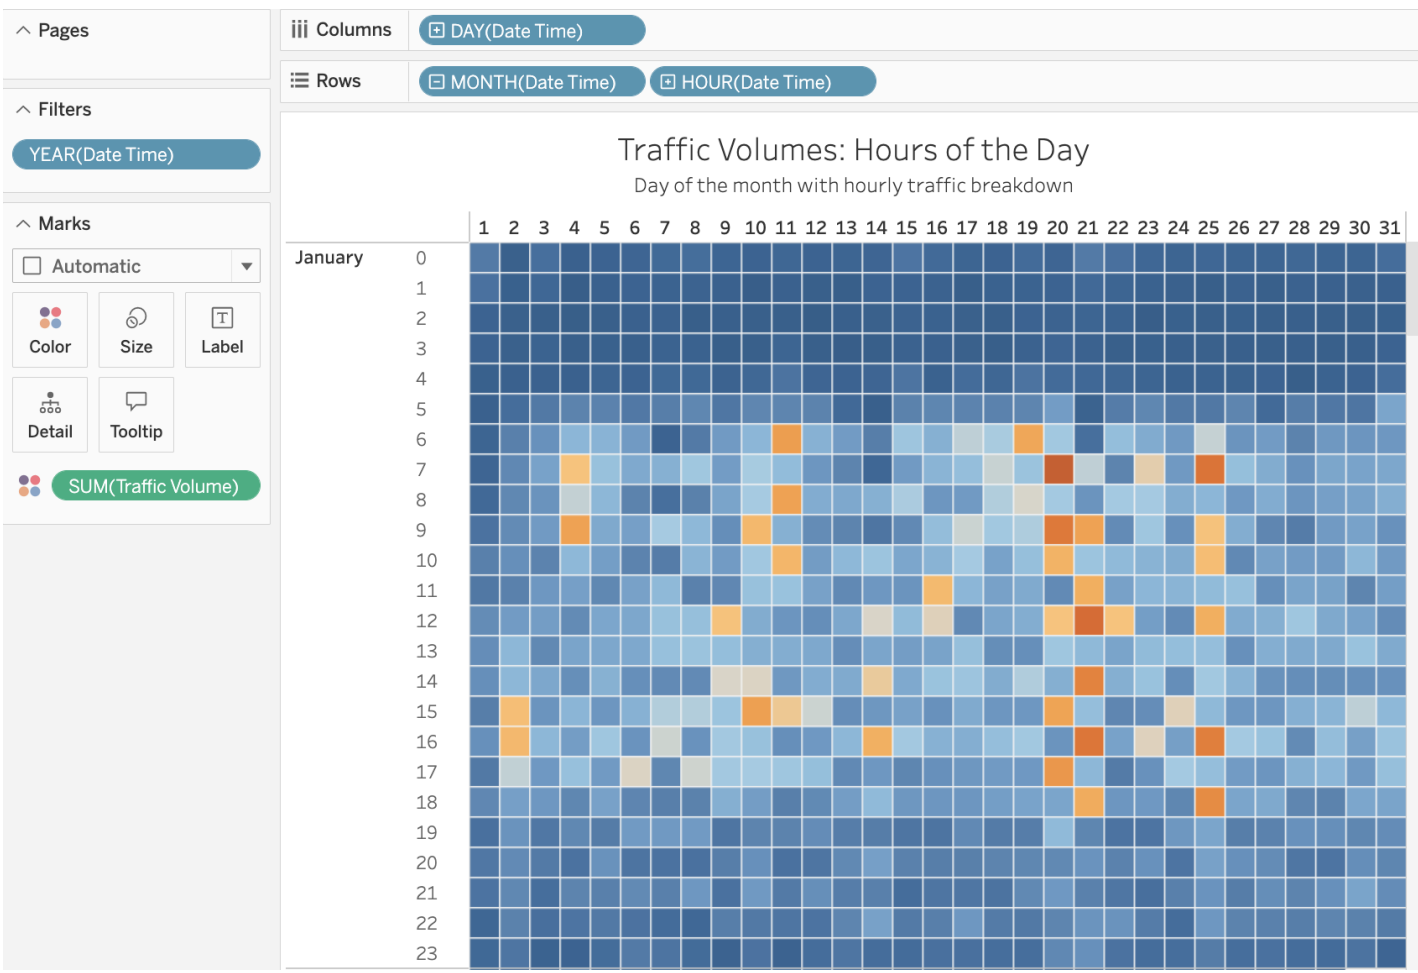 Pages
Columns
DAY(Date Time)
Rows
MONTH(Date Time)
HOUR(Date Time)
Filters
YEAR(Date Time)
Marks
Automatic
Color
Size
T
Label
Detail
Tooltip
SUM(Traffic Volume)
Traffic Volumes: Hours of the Day
Day of the month with hourly traffic breakdown
1 2 3 4 5 6 7 8 9 10 11 12 13 14 15 16 17 18 19 20 21 22 23 24 25 26 27 28 29 30 31
January 0
1
2
3
4
5
6
7
8
9
10
11
12
13
14
15
16
17
18
19
20
21
22
23